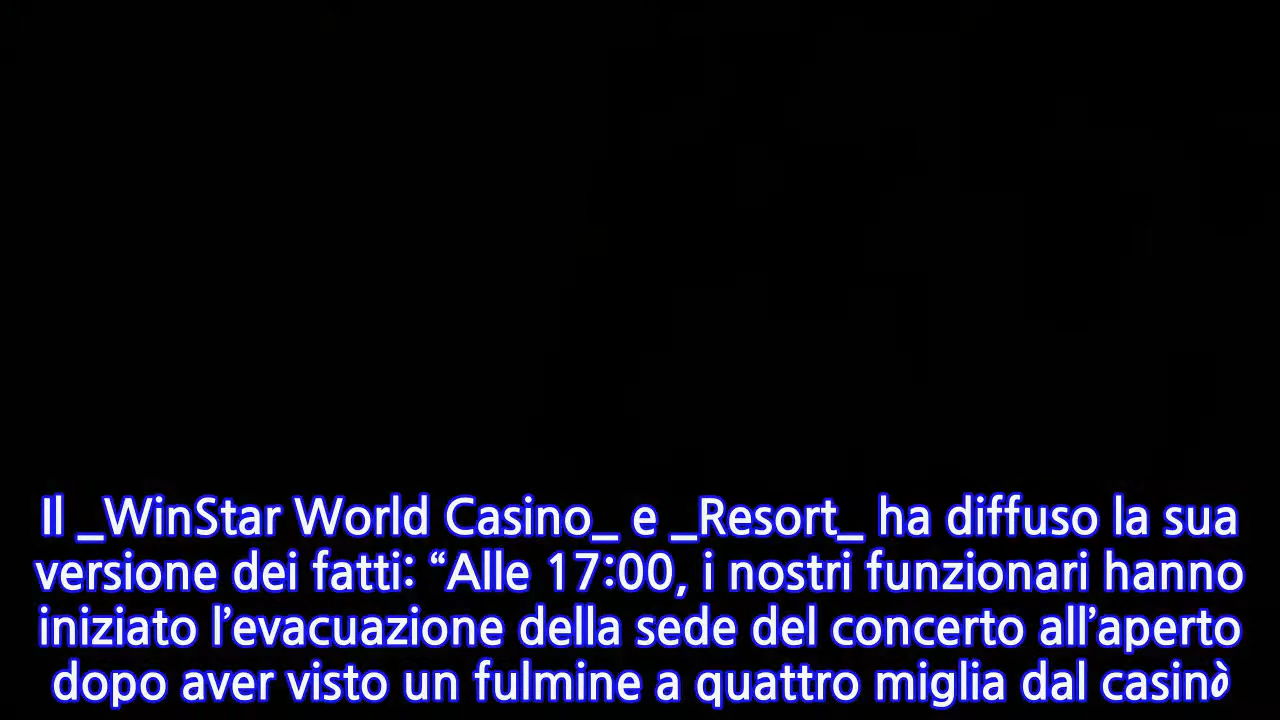 Il _WinStar World Casino_ e _Resort_ ha diffuso la sua
versione dei fatti: “Alle 17:00, i nostri funzionari hanno
iniziato l’evacuazione della sede del concerto all’aperto
dopo aver visto un fulmine a quattro miglia dal casinò